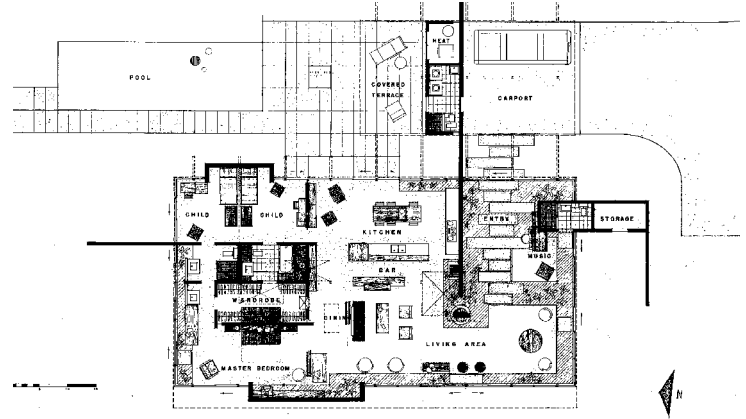 HEAT
POOL
COVERED
TERRACE
CARPORT
CHILD
CHILD
ENTRY
STORAGE
KITCHEN
MUSIC
BAR
WARDROBE
DINING
LIVING AREA
MASTER BEDROOM
N